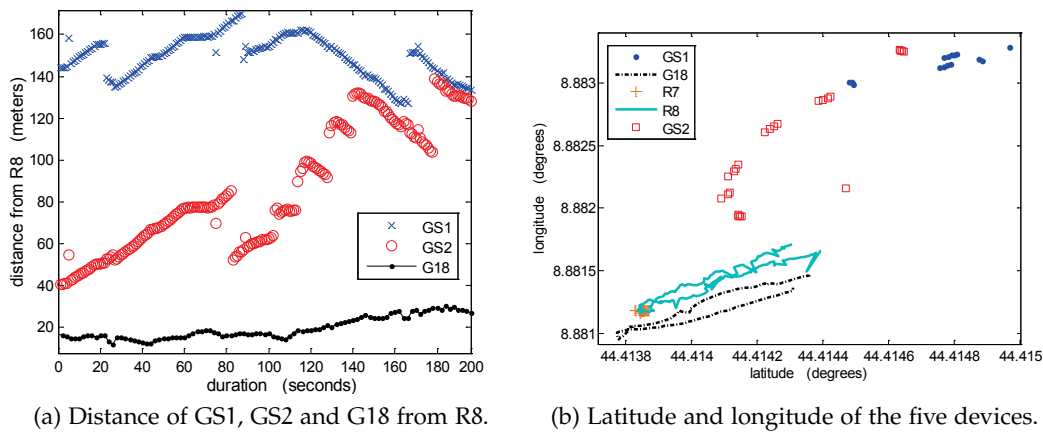 160
140
120
100
80
60
40
20
0 20 40 60 80 100 120 140 160 180 200
distance from R8 (meters)
duration (seconds)
GS1
GS2
G18
(a) Distance of GS1, GS2 and G18 from R8.
8.883
8.8825
8.882
8.8815
8.881
44.4138 44.414 44.4142 44.4144 44.4146 44.4148 44.415
longitude (degrees)
latitude (degrees)
GS1
G18
R7
R8
GS2
(b) Latitude and longitude of the five devices.